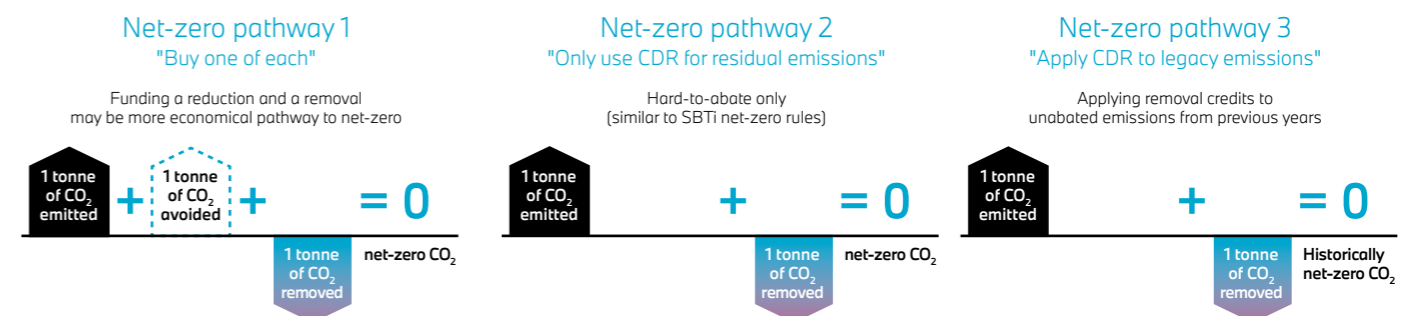 Net-zero pathway 1
"Buy one of each"
Funding a reduction and a removal
may be more economical pathway to net-zero
1 tonne
of CO₂
emitted
+
1 tonne
of CO₂
avoided
+
= 0
1 tonne
of CO₂
removed
net-zero CO₂
Net-zero pathway 2
"Only use CDR for residual emissions"
Hard-to-abate only
(similar to SBTi net-zero rules)
1 tonne
of CO₂
emitted
+
= 0
1 tonne
of CO₂
removed
net-zero CO₂
Net-zero pathway 3
"Apply CDR to legacy emissions"
Applying removal credits to
unabated emissions from previous years
1 tonne
of CO₂
emitted
+
= 0
1 tonne
of CO₂
removed
Historically
net-zero CO₂